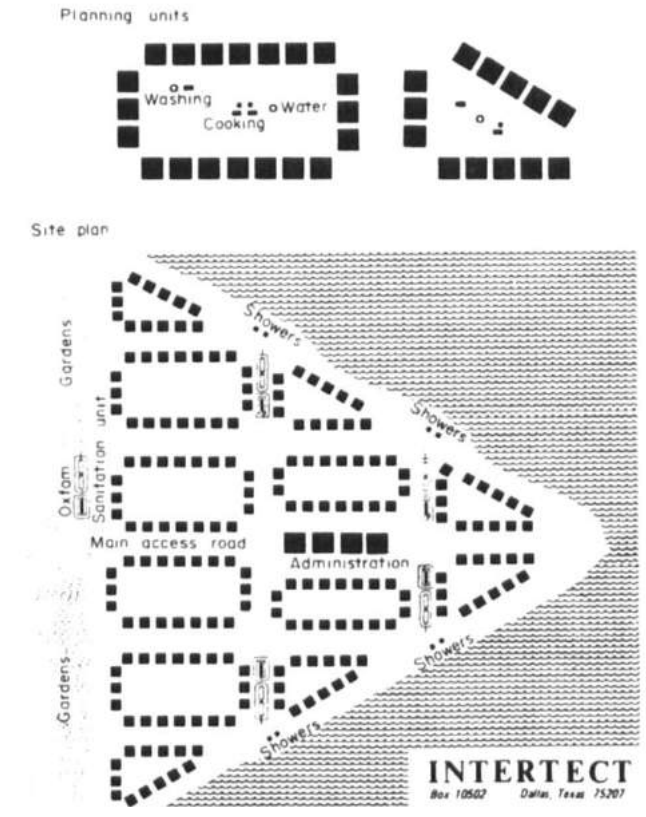 Planning units
Washing
Cooking
Water
Site plan
Gardens
Showers
Oxfam
Sanitation unit
Showers
Main access road
Administration
Gardens
Showers
Showers
INTERTECT
Box 10502 Dallas, Texas 75207